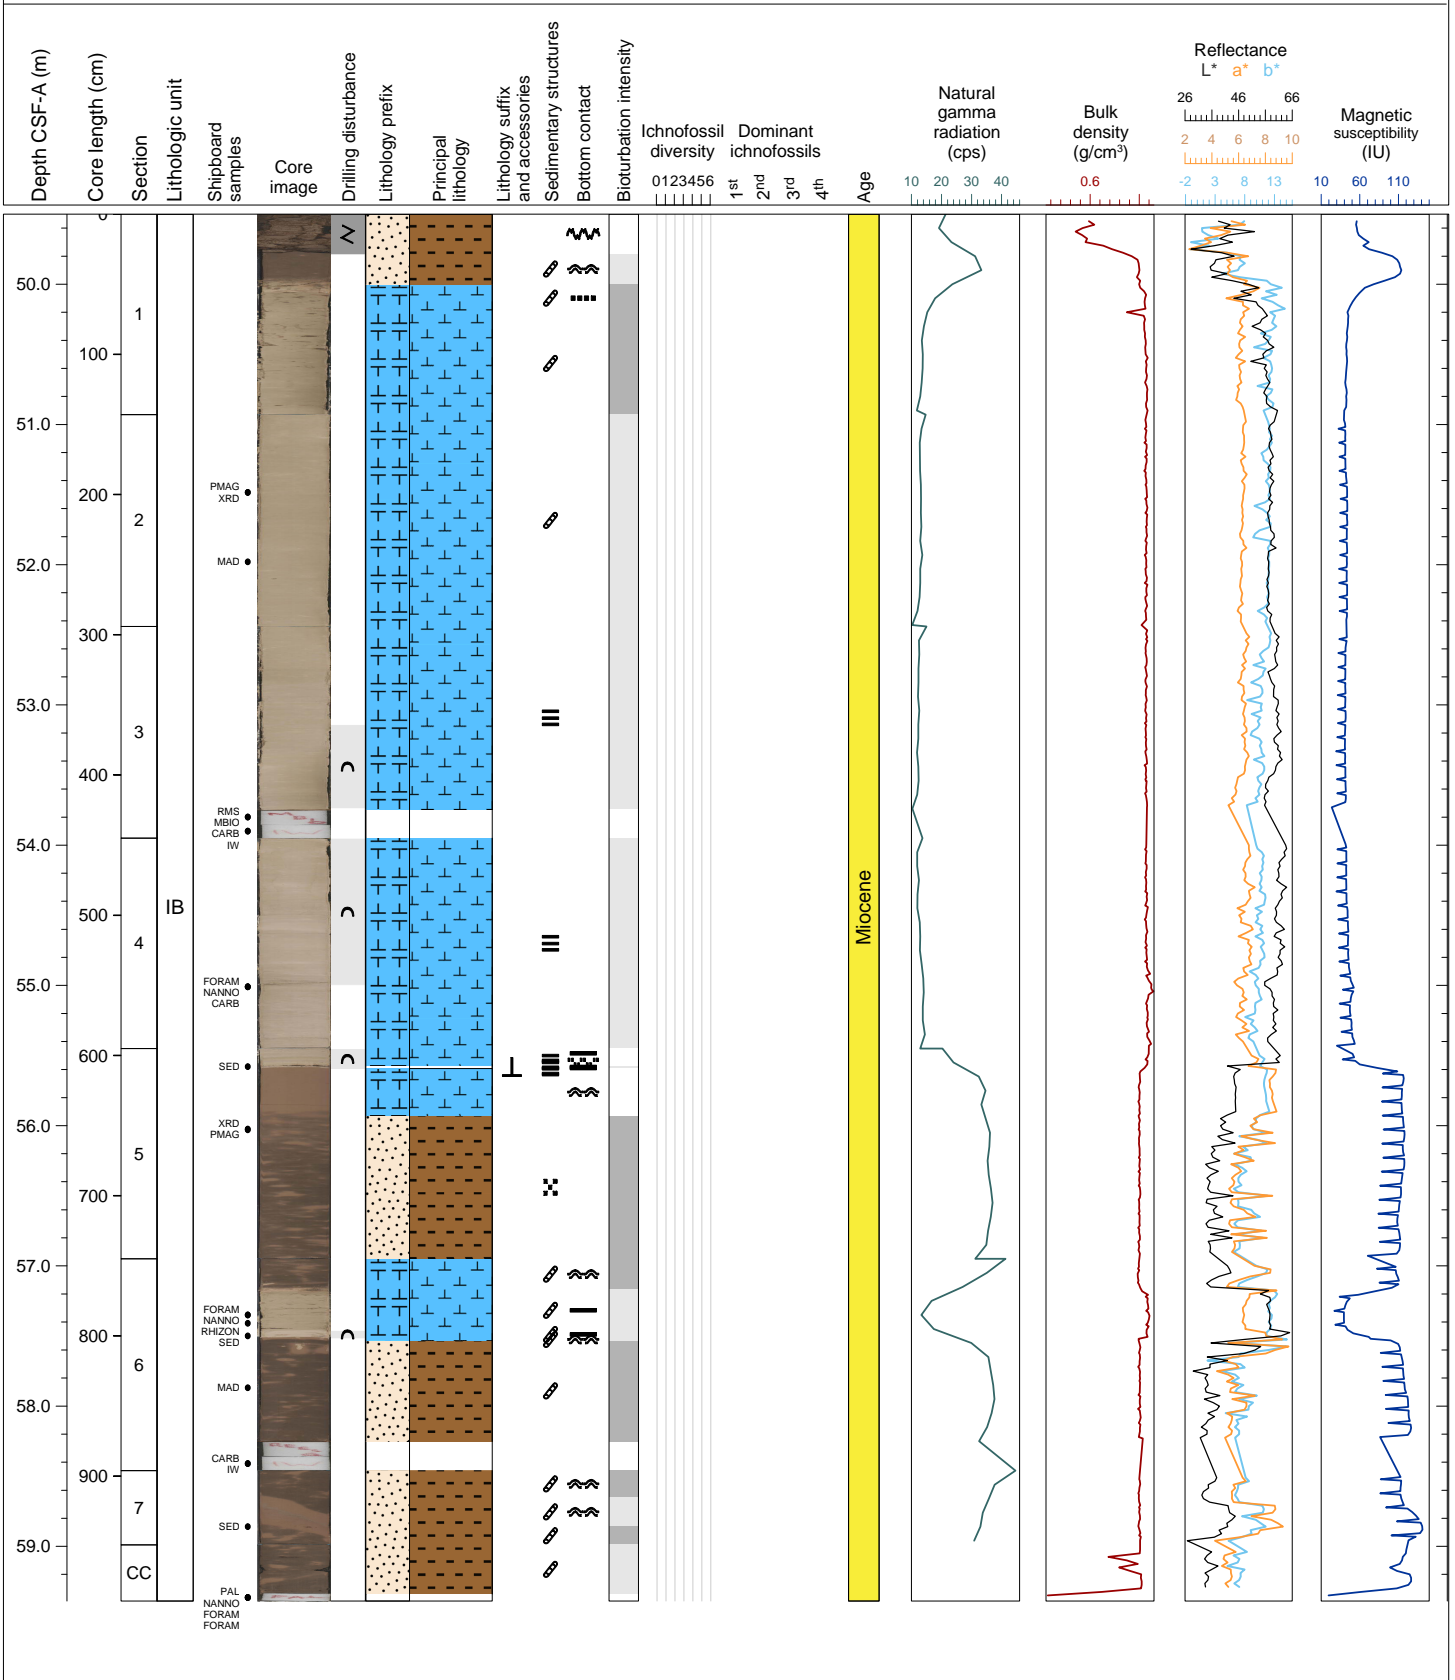 Depth CSF-A (m)
Core length (cm)
Section
Lithologic unit
Shipboard
samples
Core
image
Drilling disturbance
Lithology prefix
Principal
lithology
Lithology suffix
and accessories
Sedimentary structures
Bottom contact
Bioturbation intensity
Ichnofossil
diversity
0123456
Dominant
ichnofossils
1st
2nd
3rd
4th
Age
Natural
gamma
radiation
(cps)
10 20 30 40
Bulk
density
(g/cm³)
0.6
Reflectance
L* a* b*
26 46 66
2 4 6 8 10
-2 3 8 13
Magnetic
susceptibility
(IU)
10 60 110
0
50.0
1
100
51.0
PMAG
XRD
200
2
MAD
52.0
300
53.0
3
400
RMS
MBIO
CARB
IW
54.0
IB
500
4
Miocene
FORAM
NANNO
CARB
55.0
600
SED
XRD
PMAG
56.0
5
700
57.0
FORAM
NANNO
RHIZON
SED
800
6
MAD
58.0
CARB
IW
900
7
SED
59.0
CC
PAL
NANNO
FORAM
FORAM